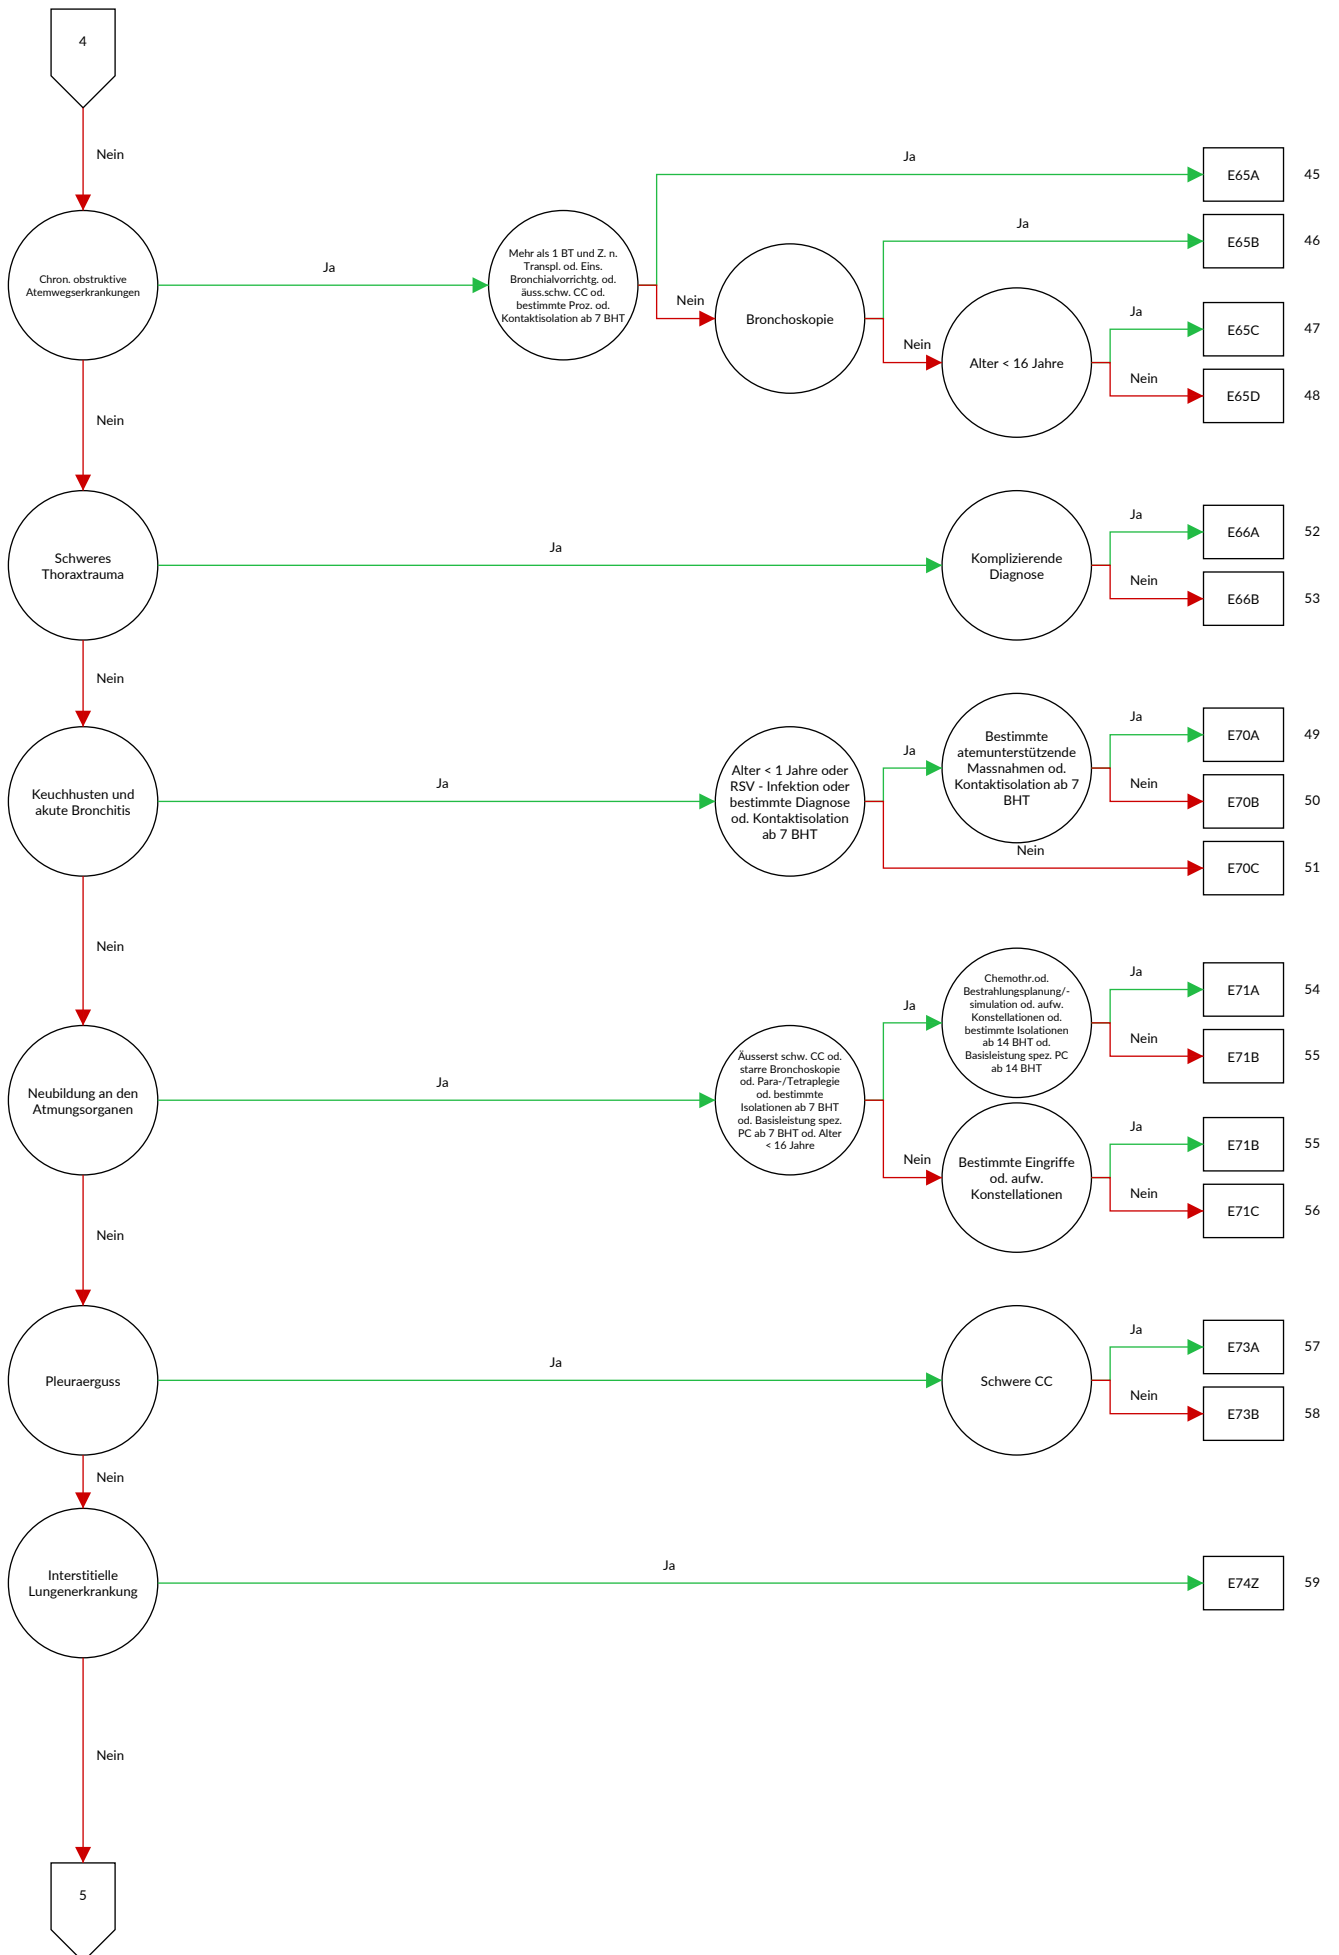 4
Nein
Ja
E65A
45
Ja
E65B
46
Chron. obstruktive
Atemwegserkrankungen
Ja
Mehr als 1 BT und Z. n.
Transpl. od. Eins.
Bronchialvorrichtg. od.
äuss.schw. CC od.
bestimmte Proz. od.
Kontaktisolation ab 7 BHT
Nein
Bronchoskopie
Nein
Alter < 16 Jahre
Ja
E65C
47
Nein
E65D
48
Nein
Schweres
Thoraxtrauma
Ja
Komplizierende
Diagnose
Ja
E66A
52
Nein
E66B
53
Nein
Keuchhusten und
akute Bronchitis
Ja
Alter < 1 Jahre oder
RSV - Infektion oder
bestimmte Diagnose
od. Kontaktisolation
ab 7 BHT
Ja
Bestimmte
atemunterstützende
Massnahmen od.
Kontaktisolation ab 7
BHT
Ja
E70A
49
Nein
E70B
50
Nein
E70C
51
Nein
Neubildung an den
Atmungsorganen
Ja
Äusserst schw. CC od.
starre Bronchoskopie
od. Para-/Tetraplegie
od. bestimmte
Isolationen ab 7 BHT
od. Basisleistung spez.
PC ab 7 BHT od. Alter
< 16 Jahre
Ja
Chemothr.od.
Bestrahlungsplanung/-
simulation od. aufw.
Konstellationen od.
bestimmte Isolationen
ab 14 BHT od.
Basisleistung spez. PC
ab 14 BHT
Ja
E71A
54
Nein
E71B
55
Nein
Bestimmte Eingriffe
od. aufw.
Konstellationen
Ja
E71B
55
Nein
E71C
56
Nein
Pleuraerguss
Ja
Schwere CC
Ja
E73A
57
Nein
E73B
58
Nein
Interstitielle
Lungenerkrankung
Ja
E74Z
59
Nein
5